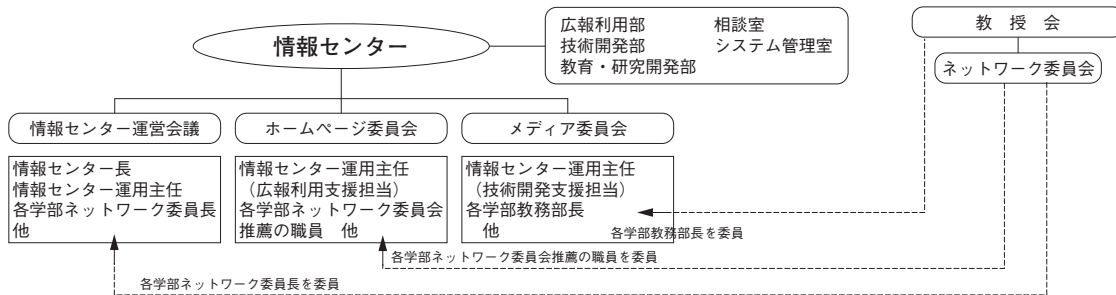 情報センター
広報利用部　相談室
技術開発部　システム管理室
教育・研究開発部
教 授 会
ネットワーク委員会
情報センター運営会議
ホームページ委員会
メディア委員会
情報センター長
情報センター運用主任
各学部ネットワーク委員長
他
情報センター運用主任
（広報利用支援担当）
各学部ネットワーク委員会
推薦の職員　他
情報センター運用主任
（技術開発支援担当）
各学部教務部長
他
各学部教務部長を委員
各学部ネットワーク委員会推薦の職員を委員
各学部ネットワーク委員長を委員